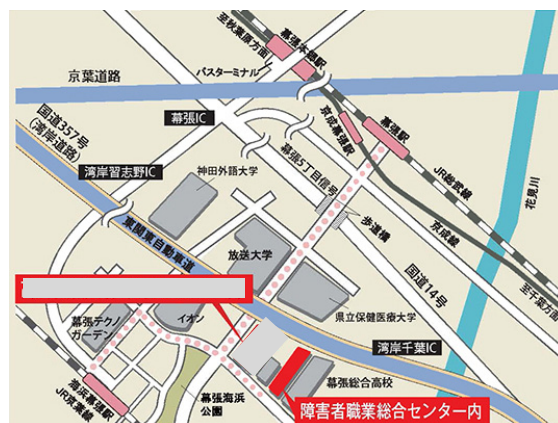 至秋葉原方面
幕張本郷駅
バスターミナル
京葉道路
国道357号
(湾岸道路)
幕張IC
京成幕張駅
幕張駅
JR総武線
花見川
湾岸習志野IC
神田外語大学
幕張5丁目信号
歩道橋
京成線
東関東自動車道
放送大学
国道14号
至千葉方面
県立保健医療大学
幕張テクノ
ガーデン
イオン
湾岸千葉IC
海浜幕張駅
JR京葉線
幕張海浜
公園
幕張総合高校
障害者職業総合センター内